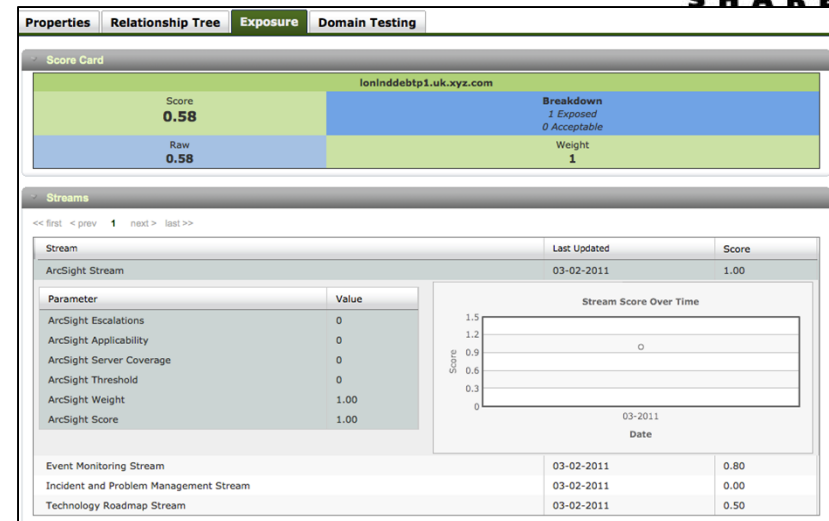 SHARE
Properties Relationship Tree Exposure Domain Testing
Score Card
loninddebtp1.uk.xyz.com
Score
0.58
Breakdown
1 Exposed
0 Acceptable
Raw
0.58
Weight
1
Streams
<< first < prev 1 next > last >>
Stream Last Updated Score
ArcSight Stream 03-02-2011 1.00
Parameter Value
ArcSight Escalations 0
ArcSight Applicability 0
ArcSight Server Coverage 0
ArcSight Threshold 0
ArcSight Weight 1.00
ArcSight Score 1.00
Stream Score Over Time
1.5
1.2
0.9
0.6
0.3
0
Score
03-2011
Date
Event Monitoring Stream 03-02-2011 0.80
Incident and Problem Management Stream 03-02-2011 0.00
Technology Roadmap Stream 03-02-2011 0.50